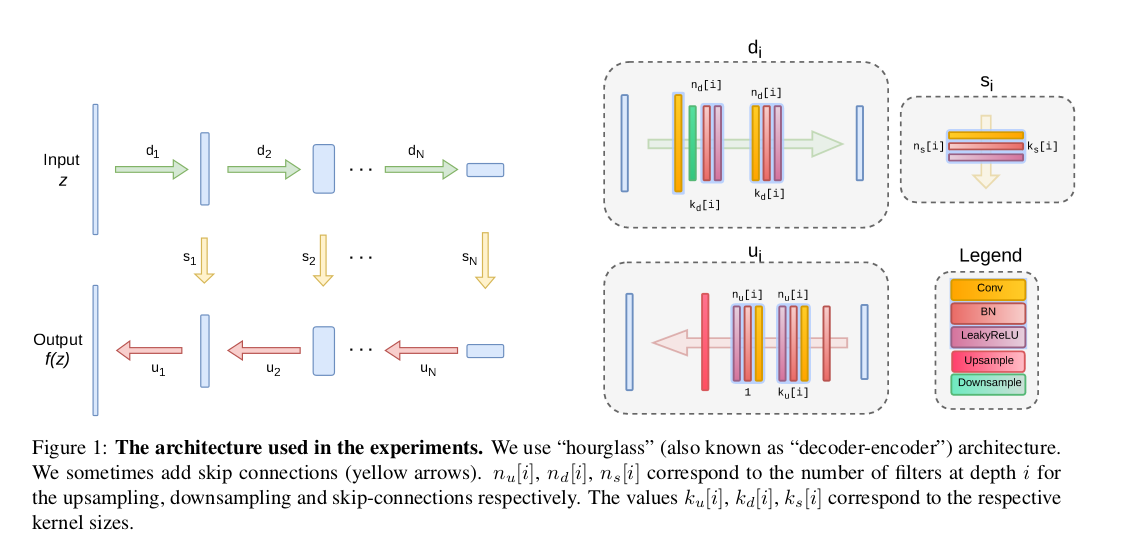 d_i
n_d[i]
n_d[i]
k_d[i]
k_d[i]
s_i
n_s[i] k_s[i]
Input
z
d_1 d_2 ... d_N
s_1 s_2 ... s_N
Output
f(z)
u_1 u_2 ... u_N
u_i
n_u[i] n_u[i]
1 k_u[i]
Legend
Conv
BN
LeakyReLU
Upsample
Downsample
Figure 1: The architecture used in the experiments. We use “hourglass” (also known as “decoder-encoder”) architecture.
We sometimes add skip connections (yellow arrows). n_u[i], n_d[i], n_s[i] correspond to the number of filters at depth i for
the upsampling, downsampling and skip-connections respectively. The values k_u[i], k_d[i], k_s[i] correspond to the respective
kernel sizes.